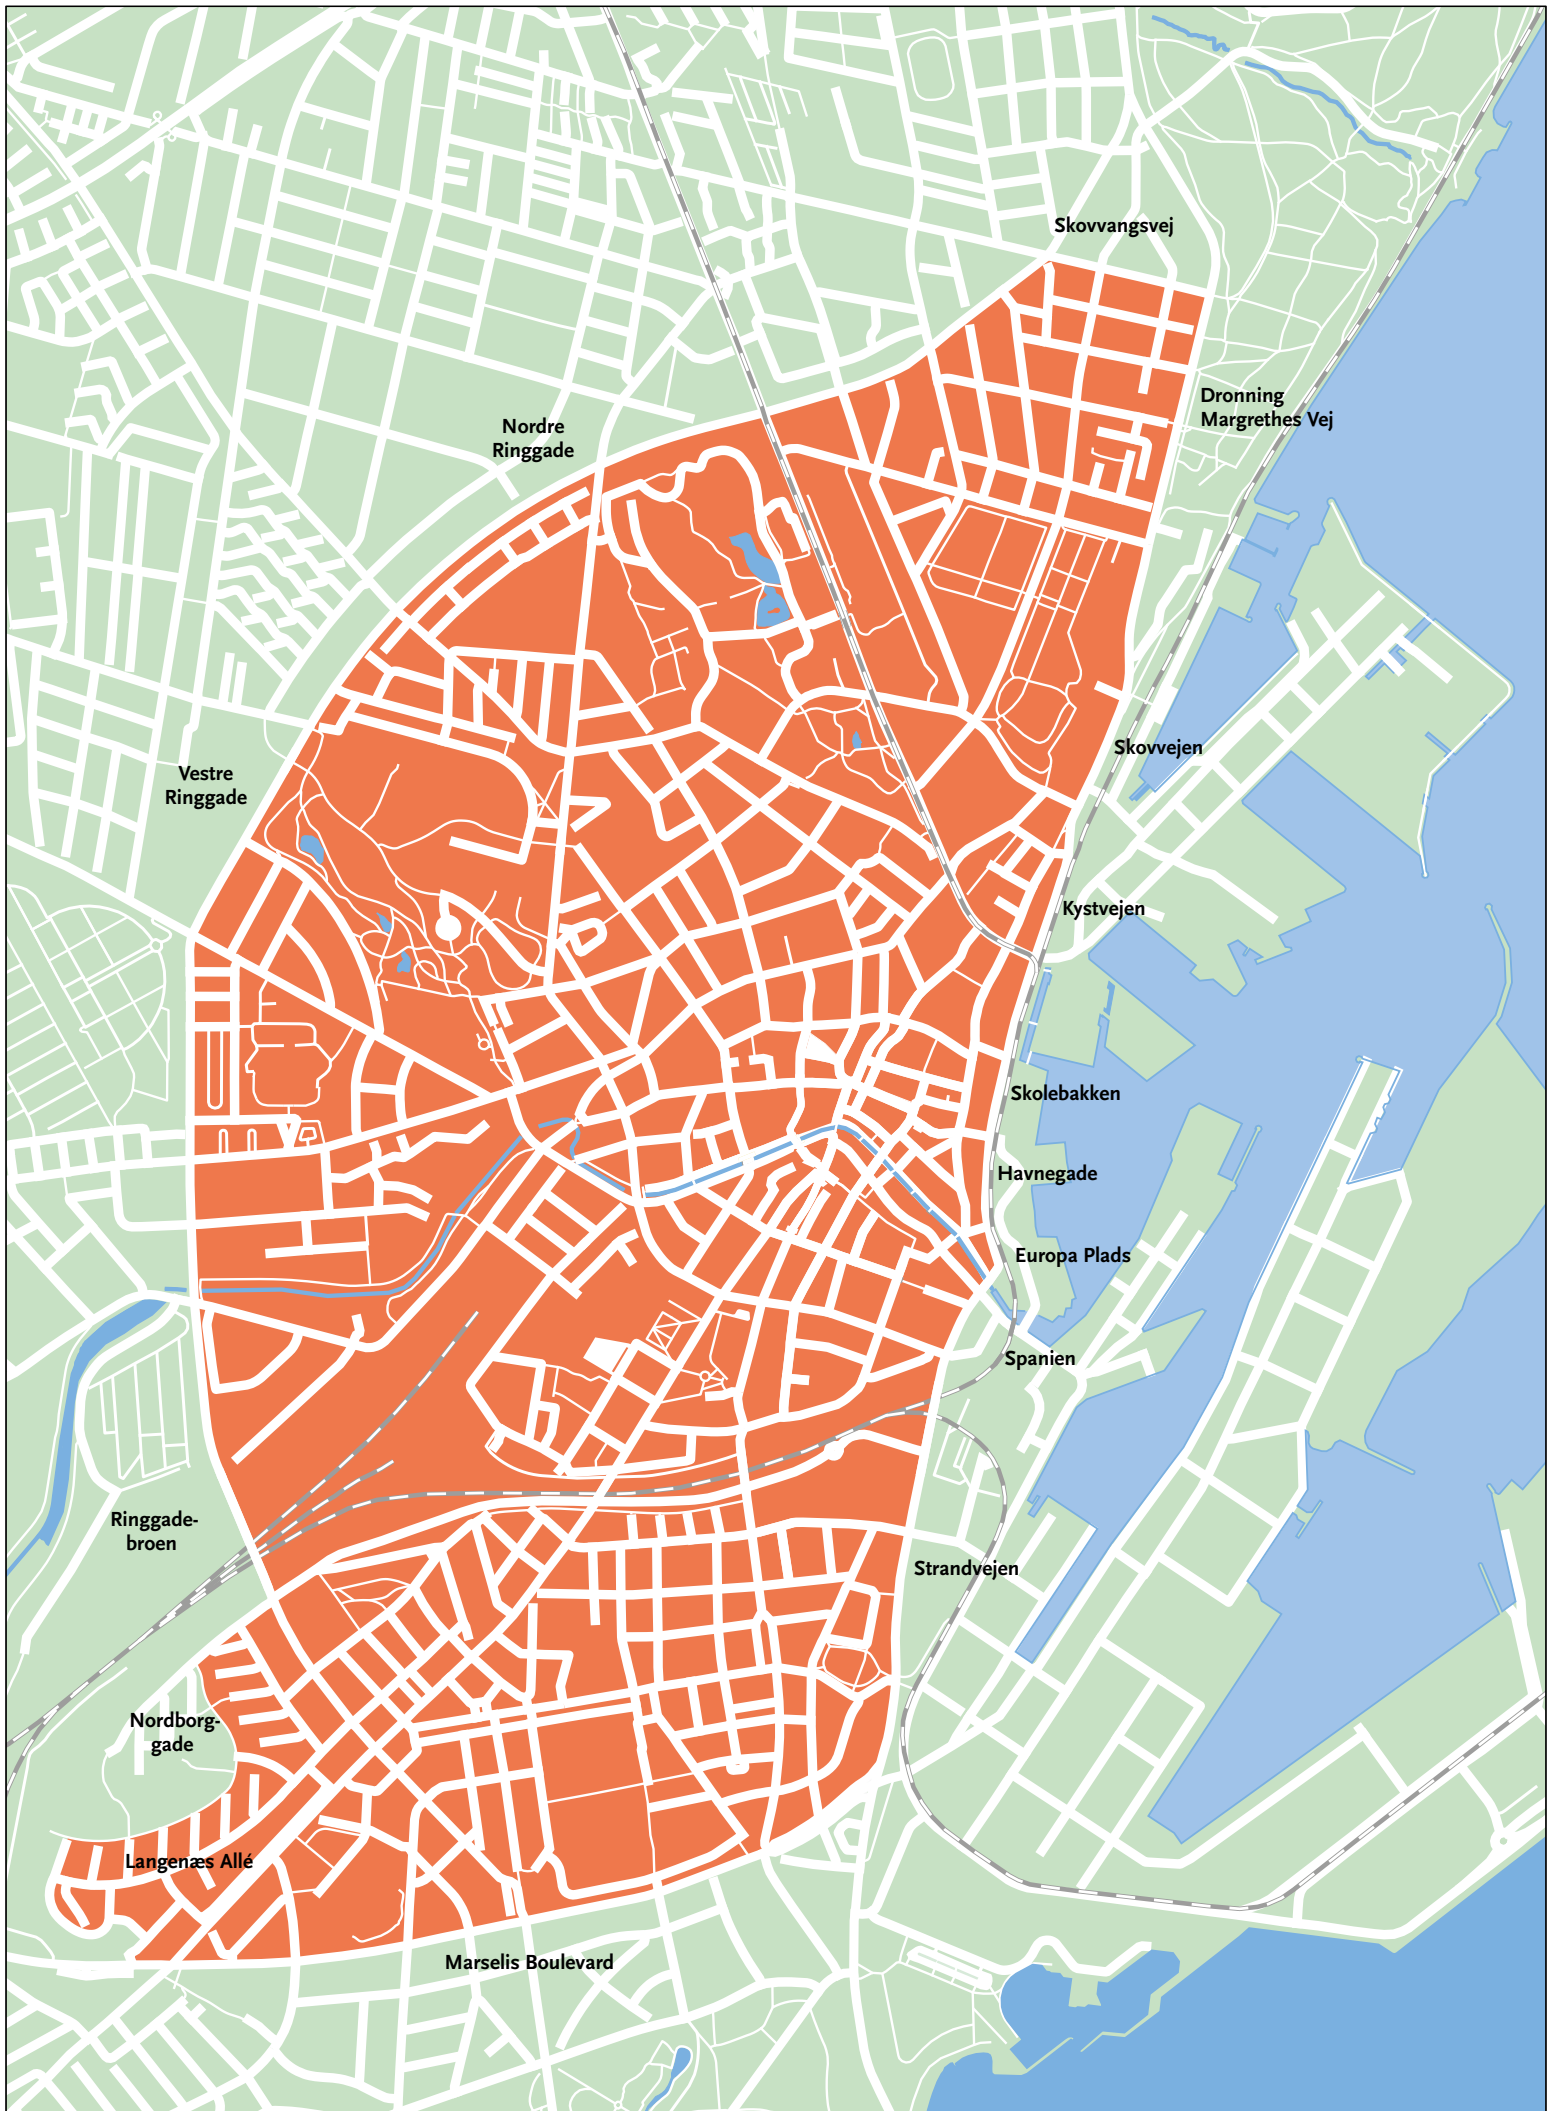 Skovvangsvej
Dronning
Margrethes Vej
Nordre
Ringgade
Skovvejen
Vestre
Ringgade
Kystvejen
Skolebakken
Havnegade
Europa Plads
Spanien
Ringgade-
broen
Strandvejen
Nordborg-
gade
Langenæs Allé
Marselis Boulevard